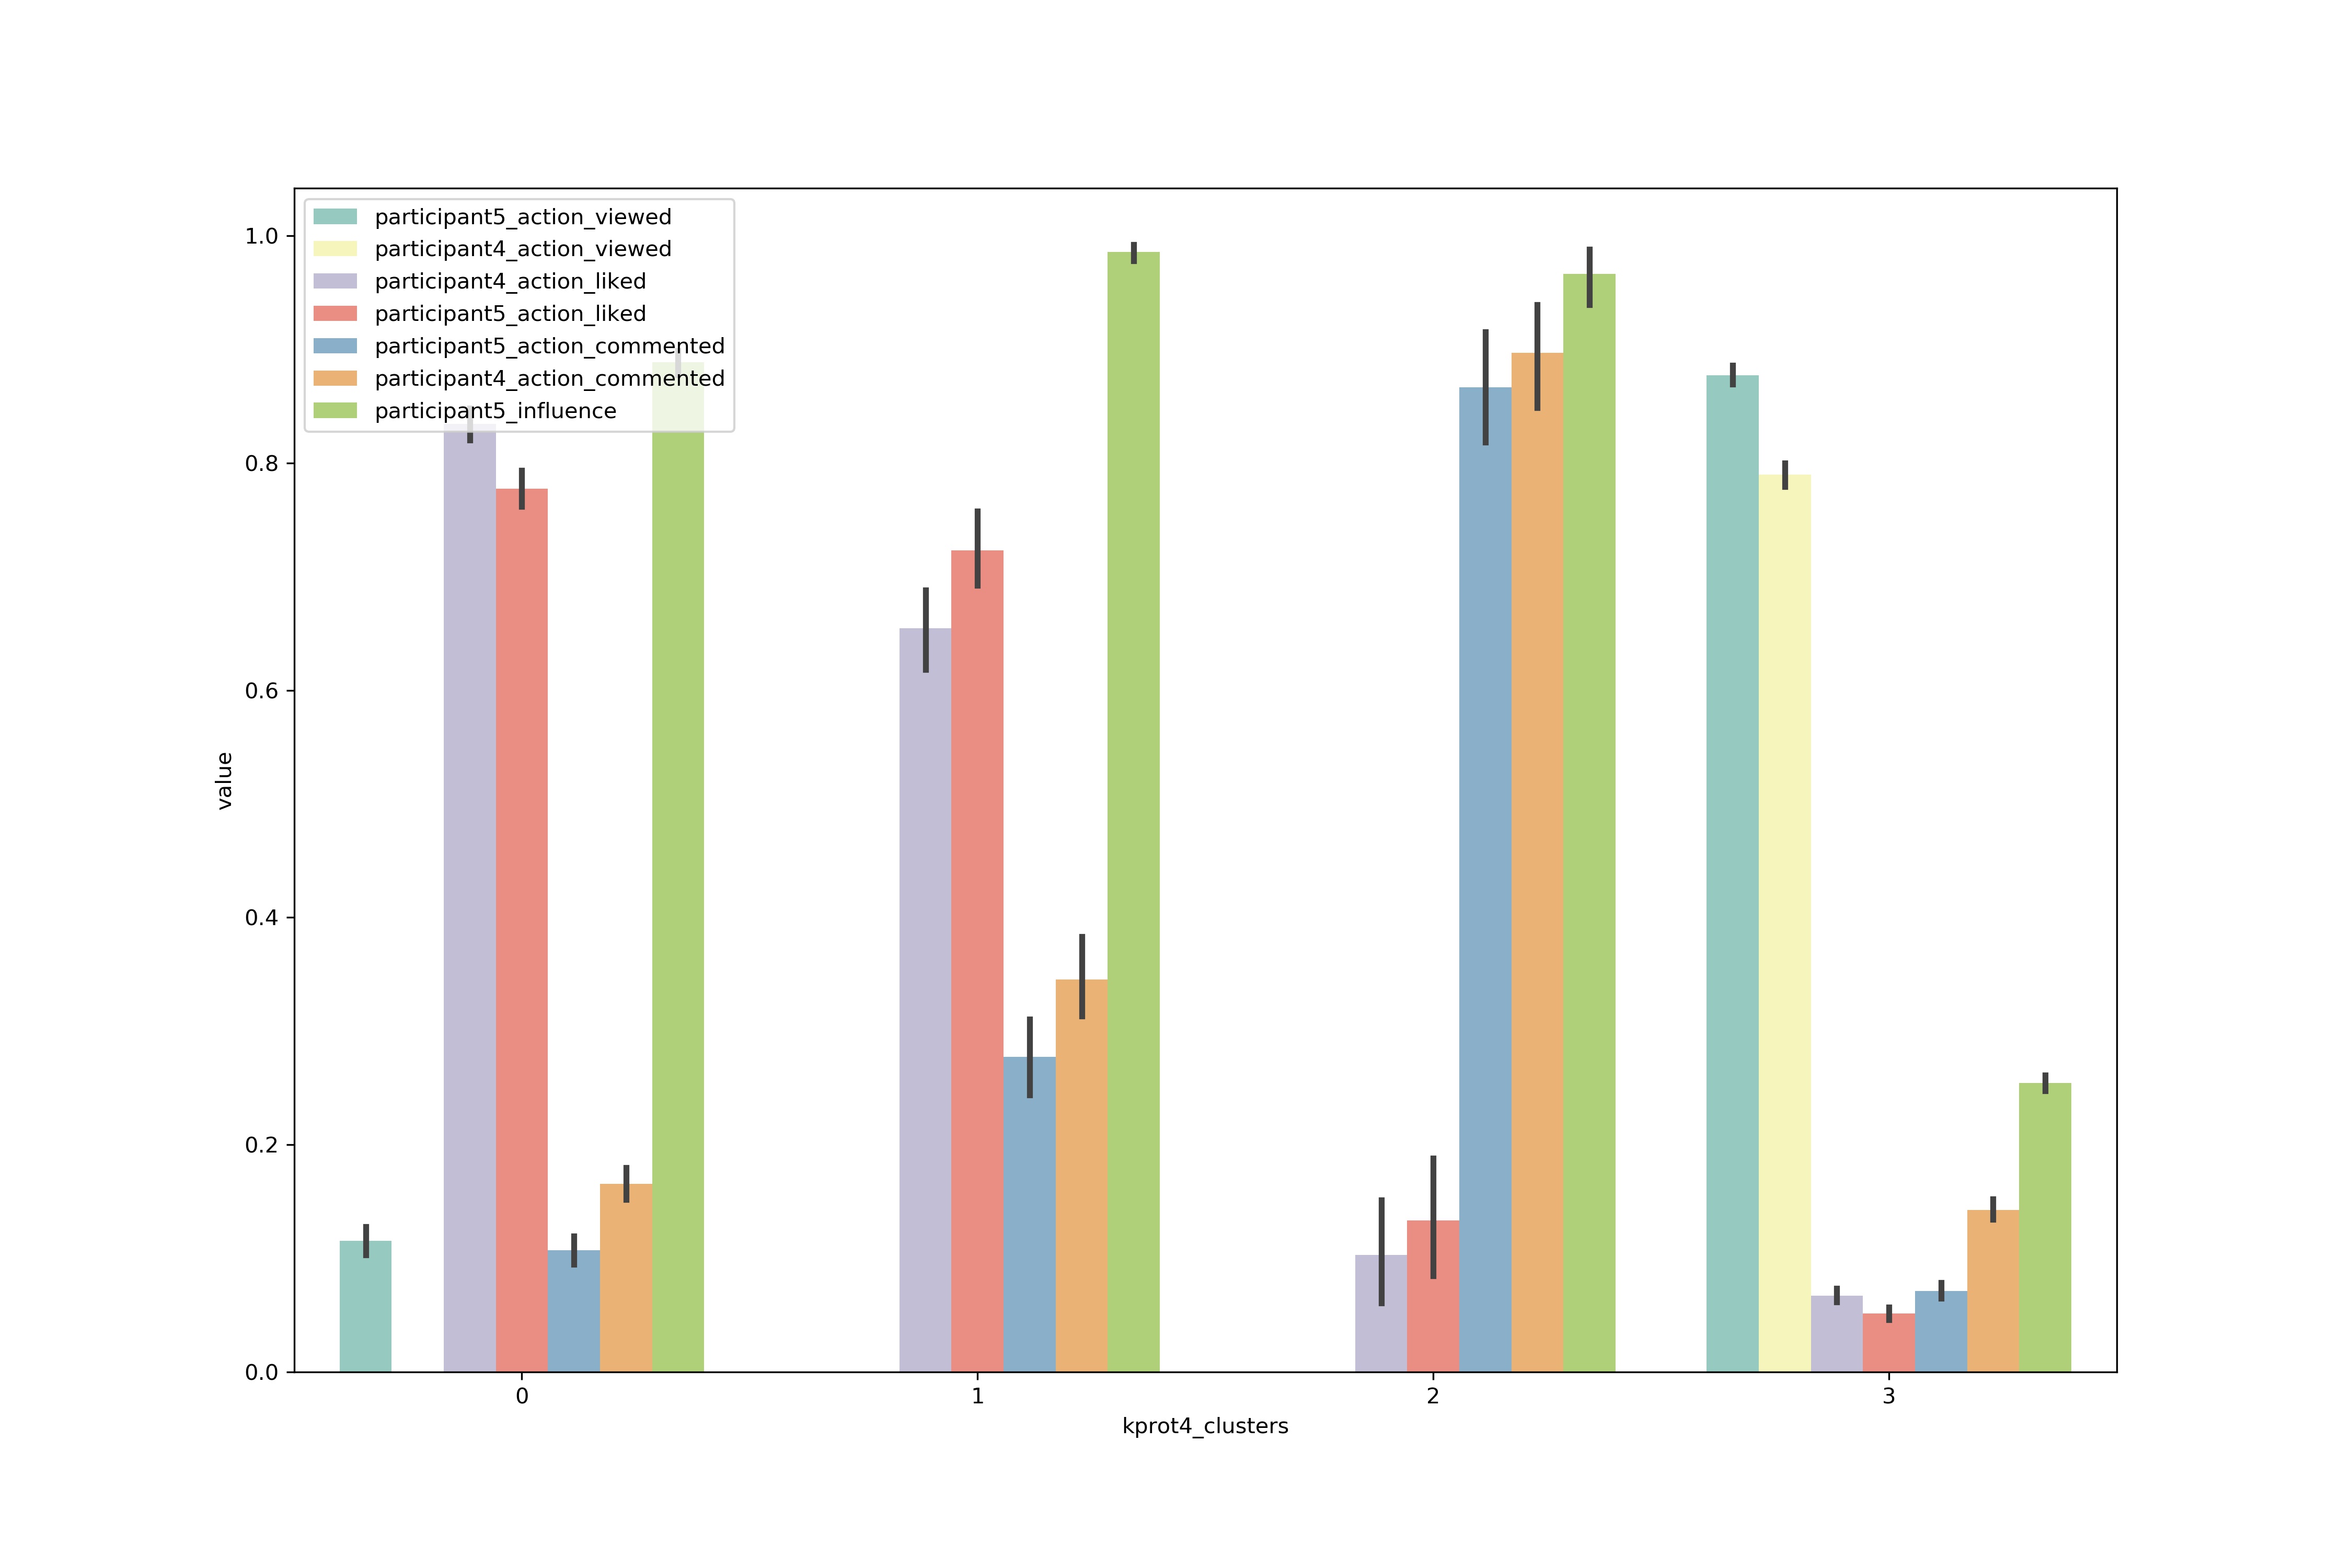 participant5_action_viewed
participant4_action_viewed
participant4_action_liked
participant5_action_liked
participant5_action_commented
participant4_action_commented
participant5_influence
1.0
0.8
0.6
0.4
0.2
0.0
value
0 1 2 3
kprot4_clusters